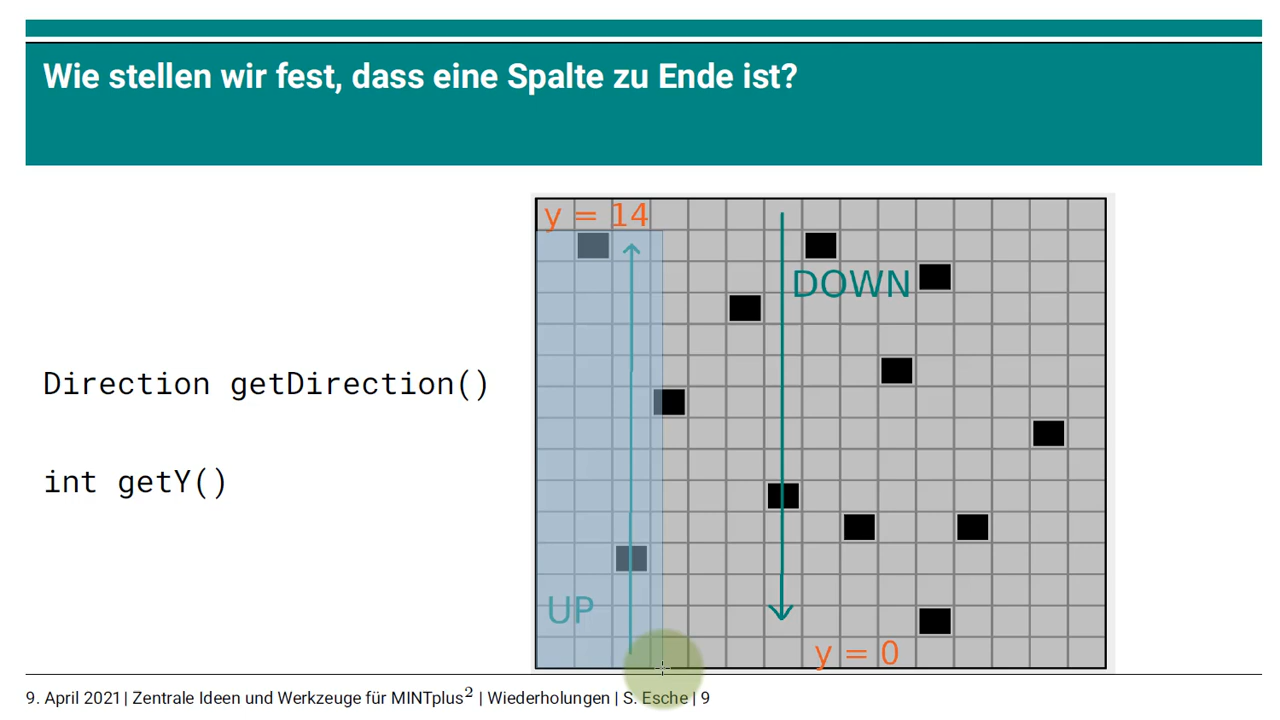 Wie stellen wir fest, dass eine Spalte zu Ende ist?
y = 14
DOWN
Direction getDirection()
int getY()
UP
y = 0
9. April 2021 | Zentrale Ideen und Werkzeuge für MINTplus² | Wiederholungen | S. Esche | 9